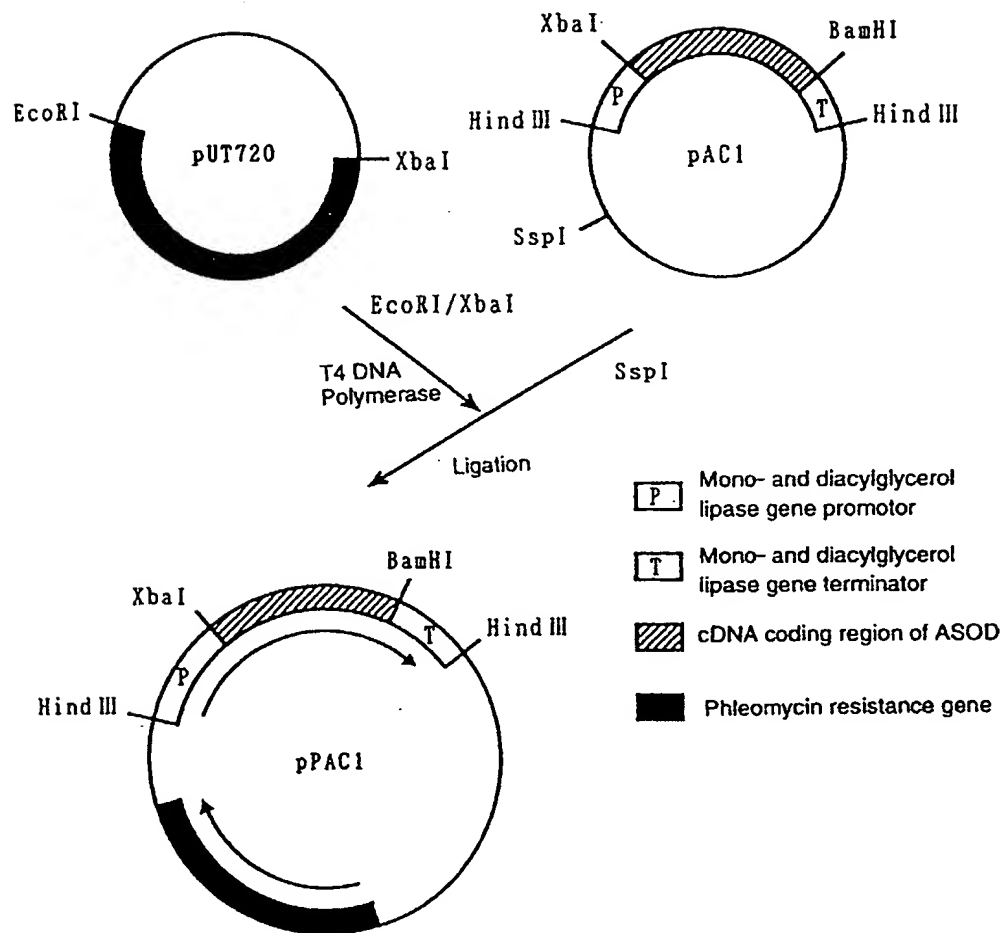 EcoRI
pUT720
XbaI
XbaI
BamHI
P
T
Hind III
Hind III
pAC1
SspI
EcoRI/XbaI
T4 DNA
Polymerase
SspI
Ligation
P
Mono- and diacylglycerol
lipase gene promotor
T
Mono- and diacylglycerol
lipase gene terminator
cDNA coding region of ASOD
Phleomycin resistance gene
XbaI
BamHI
P
T
Hind III
Hind III
pPAC1